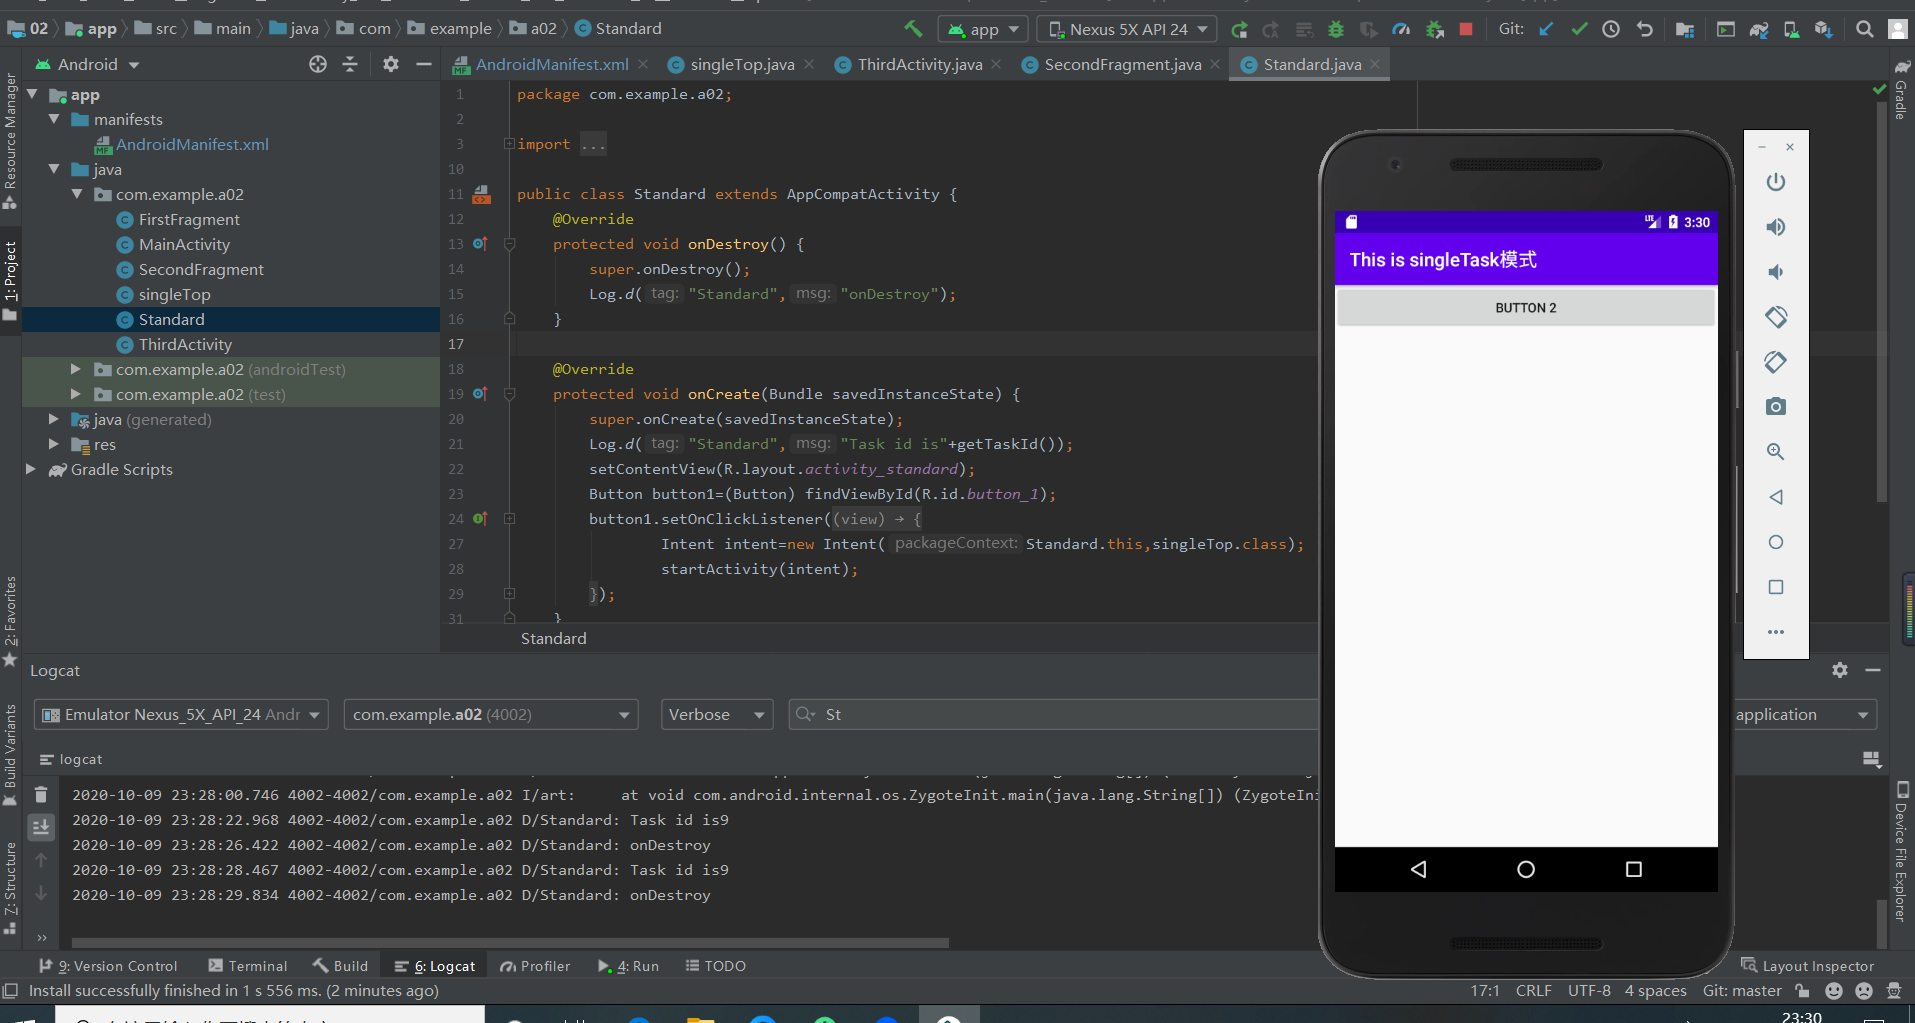 02 app src main java com example a02 Standard app Nexus 5X API 24 Git:
Android AndroidManifest.xml singleTop.java ThirdActivity.java SecondFragment.java Standard.java
Resource Manager
1: Project
2: Favorites
Build Variants
7: Structure
app
manifests
AndroidManifest.xml
java
com.example.a02
FirstFragment
MainActivity
SecondFragment
singleTop
Standard
ThirdActivity
com.example.a02 (androidTest)
com.example.a02 (test)
java (generated)
res
Gradle Scripts
1 package com.example.a02;
2
3 import ...
10
11 public class Standard extends AppCompatActivity {
12 @Override
13 protected void onDestroy() {
14 super.onDestroy();
15 Log.d( tag: "Standard", msg: "onDestroy");
16 }
17
18 @Override
19 protected void onCreate(Bundle savedInstanceState) {
20 super.onCreate(savedInstanceState);
21 Log.d( tag: "Standard", msg: "Task id is"+getTaskId());
22 setContentView(R.layout.activity_standard);
23 Button button1=(Button) findViewById(R.id.button_1);
24 button1.setOnClickListener((view) → {
27 Intent intent=new Intent( packageContext: Standard.this,singleTop.class);
28 startActivity(intent);
29 });
31 }
Standard
LTE 3:30
This is singleTask模式
BUTTON 2
Gradle
Device File Explorer
Logcat
Emulator Nexus_5X_API_24 Andr com.example.a02 (4002) Verbose St application
logcat
2020-10-09 23:28:00.746 4002-4002/com.example.a02 I/art: at void com.android.internal.os.ZygoteInit.main(java.lang.String[]) (ZygoteIni
2020-10-09 23:28:22.968 4002-4002/com.example.a02 D/Standard: Task id is9
2020-10-09 23:28:26.422 4002-4002/com.example.a02 D/Standard: onDestroy
2020-10-09 23:28:28.467 4002-4002/com.example.a02 D/Standard: Task id is9
2020-10-09 23:28:29.834 4002-4002/com.example.a02 D/Standard: onDestroy
9: Version Control Terminal Build 6: Logcat Profiler 4: Run TODO Layout Inspector
Install successfully finished in 1 s 556 ms. (2 minutes ago) 17:1 CRLF UTF-8 4 spaces Git: master
23:30